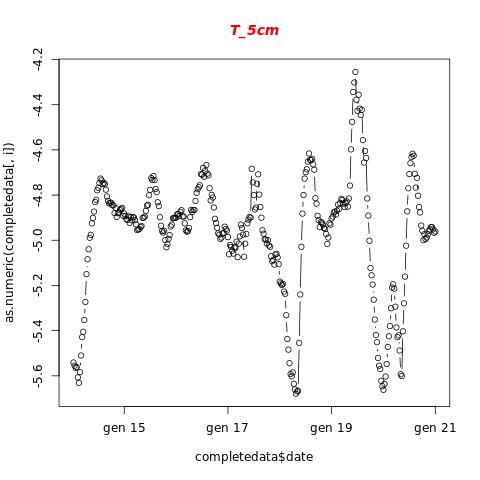 T_5cm
as.numeric(completedata[, i])
-4.2
-4.4
-4.6
-4.8
-5.0
-5.2
-5.4
-5.6
gen 15
gen 17
gen 19
gen 21
completedata$date